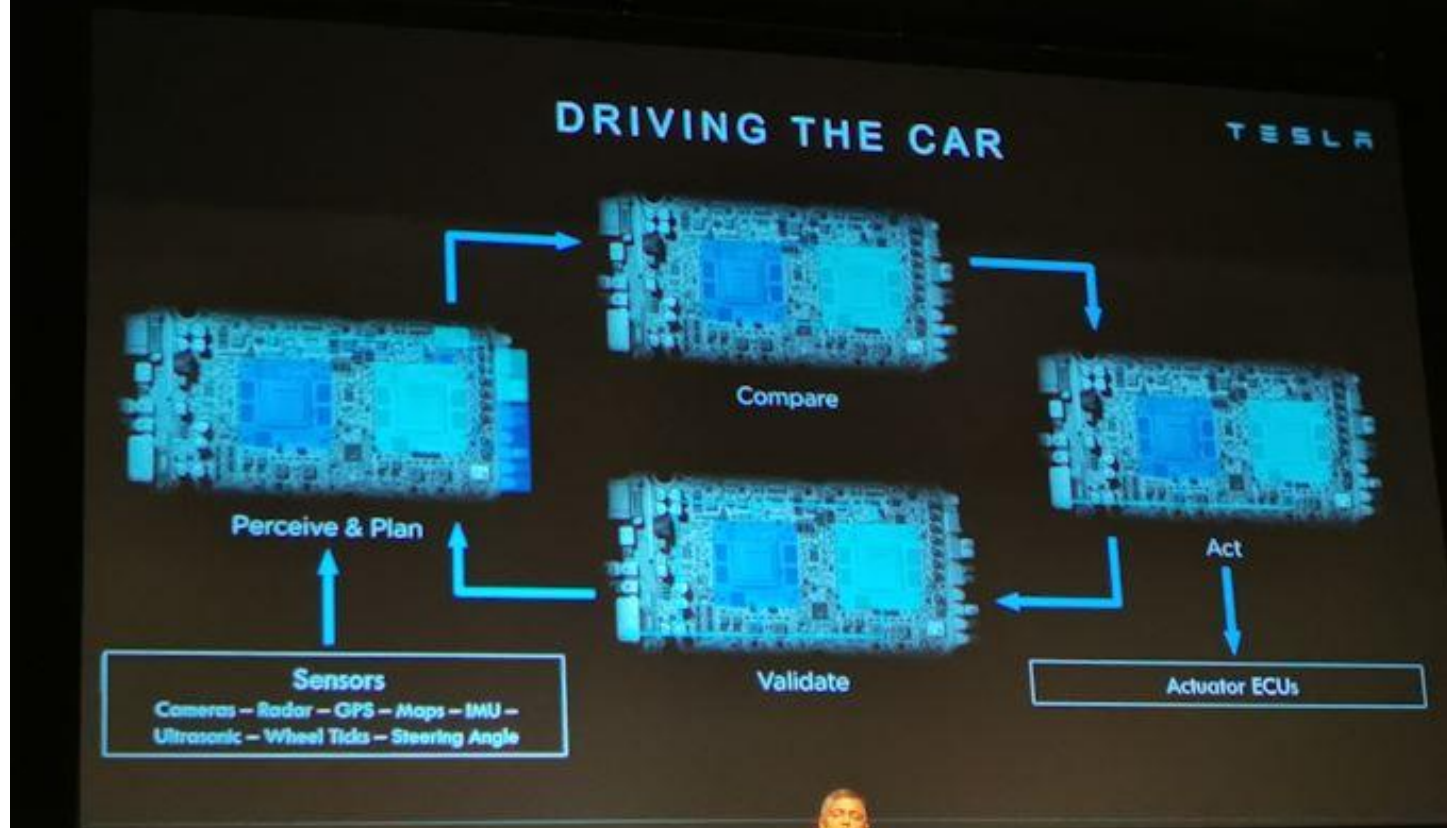 DRIVING THE CAR
TESLA
Compare
Perceive & Plan
Act
Validate
Sensors
Cameras – Radar – GPS – Maps – IMU –
Ultrasonic – Wheel Ticks – Steering Angle
Actuator ECUs